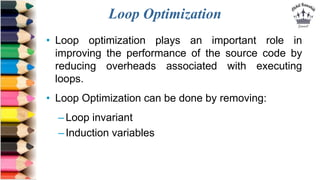 Loop Optimization
• Loop optimization plays an important role in
improving the performance of the source code by
reducing overheads associated with executing
loops.
• Loop Optimization can be done by removing:
–Loop invariant
–Induction variables